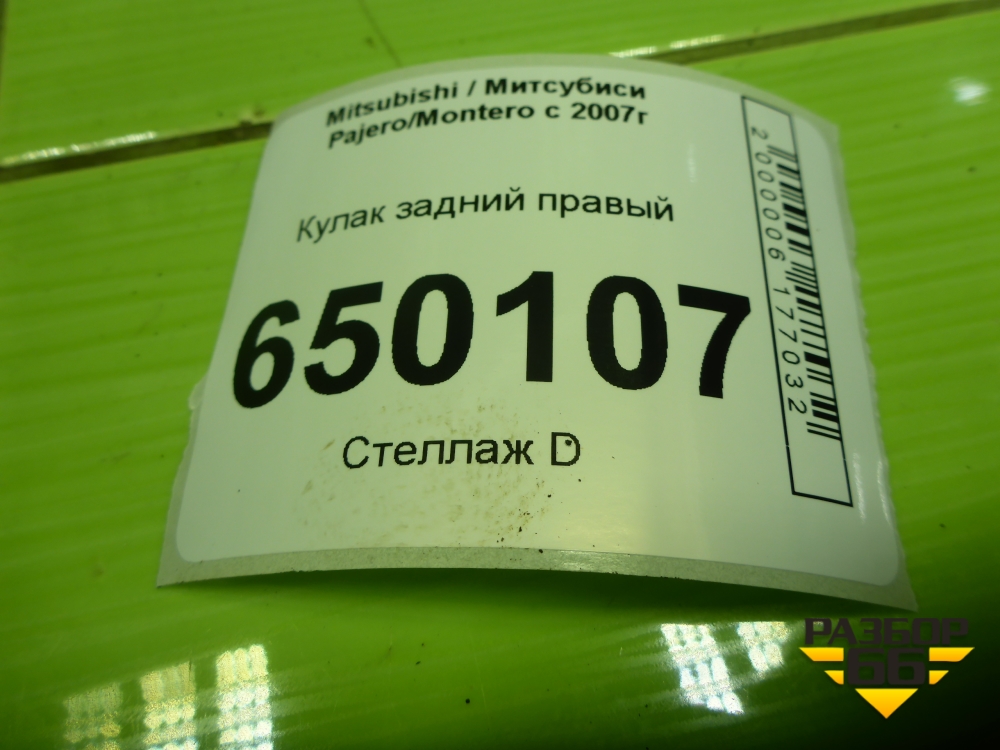 Mitsubishi / Митсубиси
Pajero/Montero с 2007г
Кулак задний правый
650107
Стеллаж D
2000006177032
РАЗБОР
66